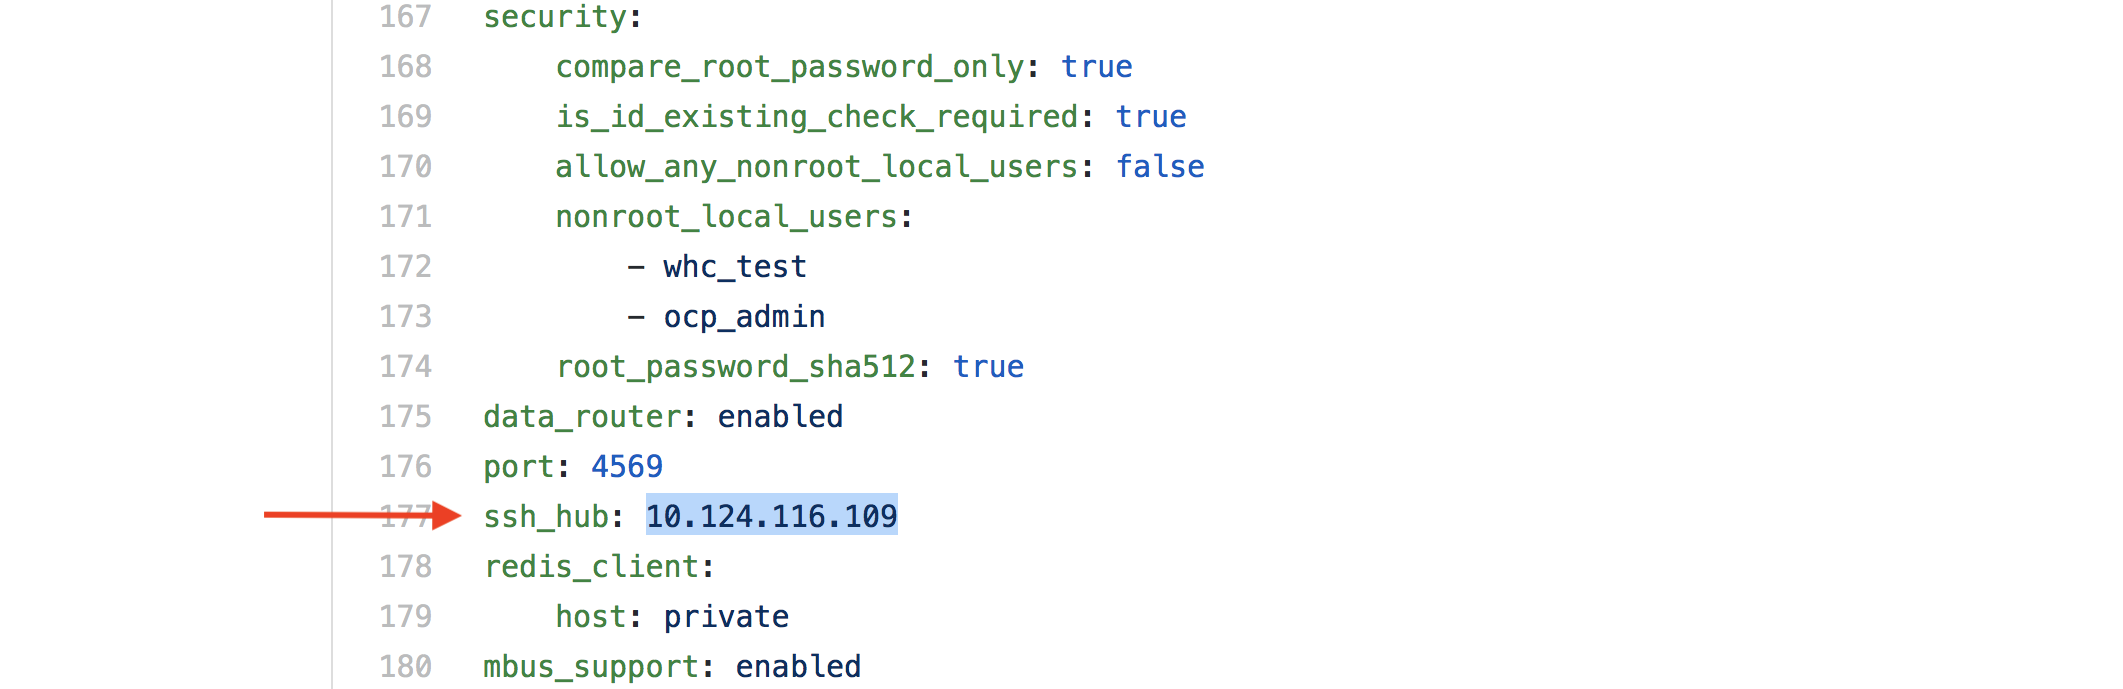 167 security:
168 compare_root_password_only: true
169 is_id_existing_check_required: true
170 allow_any_nonroot_local_users: false
171 nonroot_local_users:
172 - whc_test
173 - ocp_admin
174 root_password_sha512: true
175 data_router: enabled
176 port: 4569
177 ssh_hub: 10.124.116.109
178 redis_client:
179 host: private
180 mbus_support: enabled